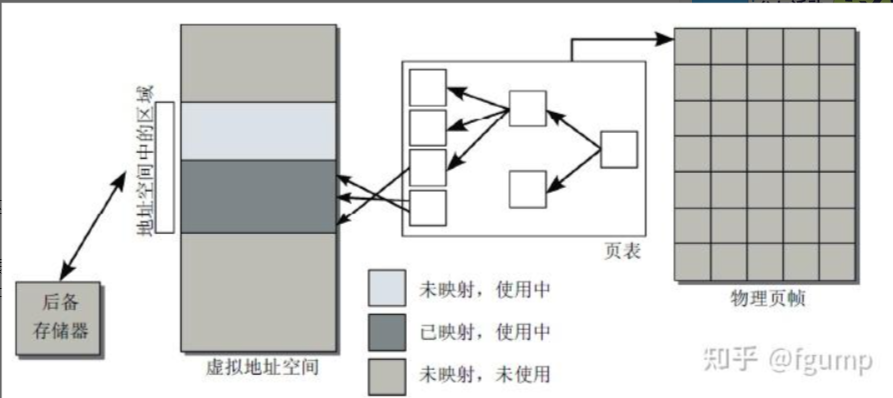 地址空间中的区域
后备
存储器
虚拟地址空间
页表
物理页帧
未映射，使用中
已映射，使用中
未映射，未使用
知乎 @fgump